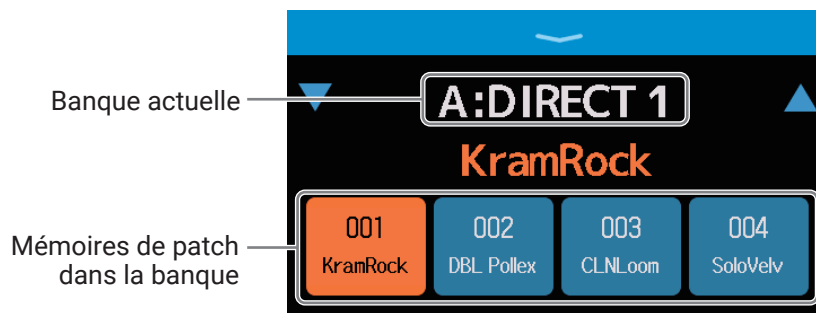 Banque actuelle
A:DIRECT 1
KramRock
Mémoires de patch
dans la banque
001 002 003 004
KramRock DBL Pollex CLNLoom SoloVelv